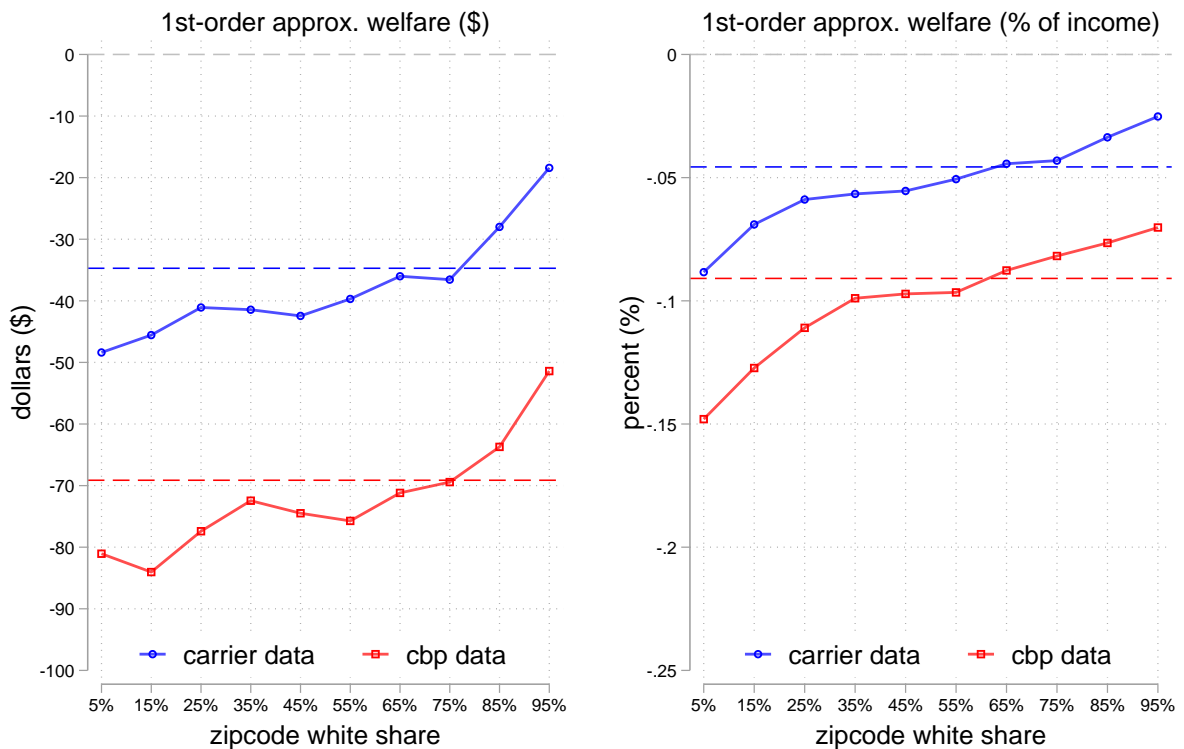 1st-order approx. welfare ($)
dollars ($)
0
-10
-20
-30
-40
-50
-60
-70
-80
-90
-100
carrier data
cbp data
5% 15% 25% 35% 45% 55% 65% 75% 85% 95%
zipcode white share
1st-order approx. welfare (% of income)
percent (%)
0
-.05
-.1
-.15
-.2
-.25
carrier data
cbp data
5% 15% 25% 35% 45% 55% 65% 75% 85% 95%
zipcode white share